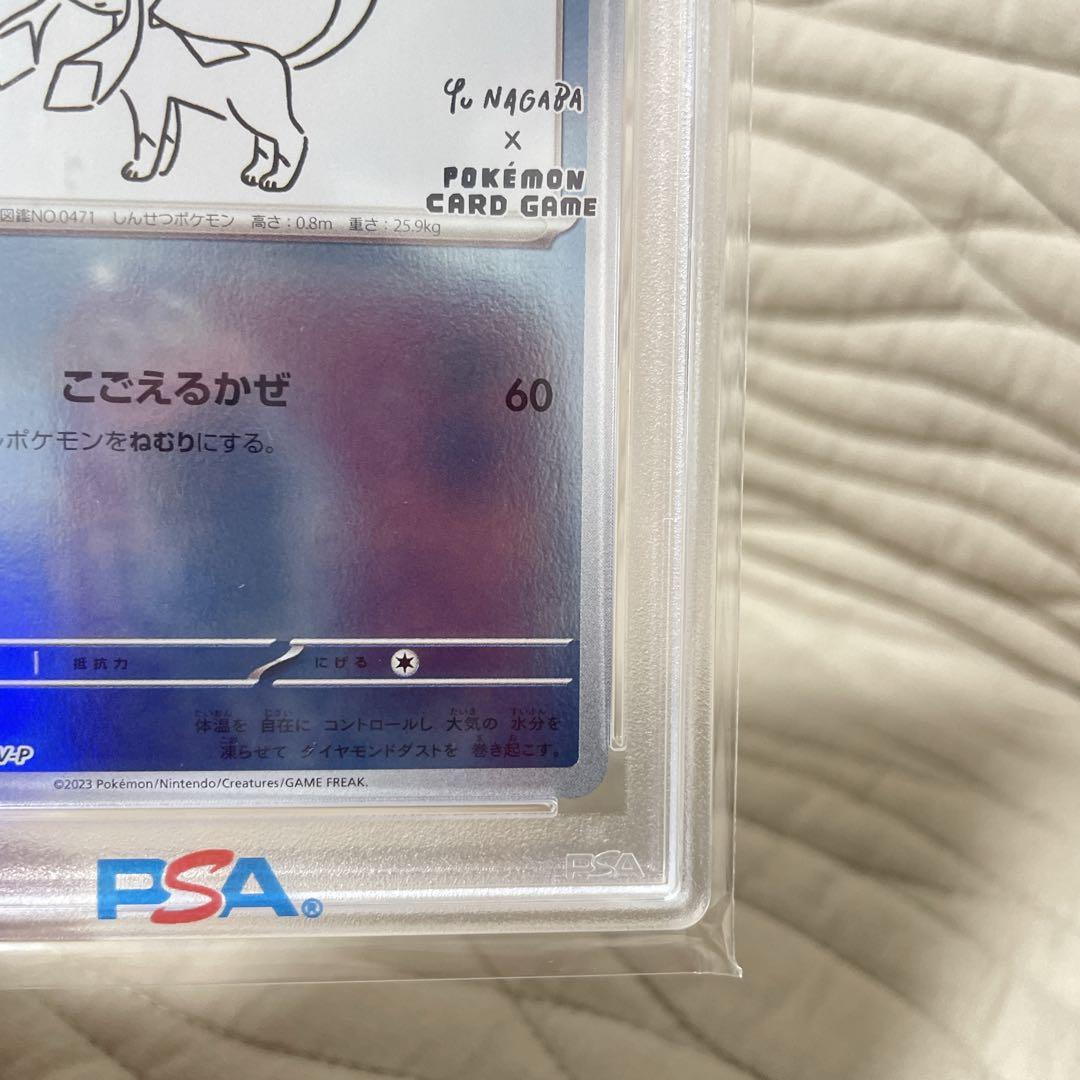 Yu NAGABA
×
POKÉMON
CARD GAME
図鑑NO.0471 しんせつポケモン 高さ:0.8m 重さ:25.9kg
こごえるかぜ 60
ポケモンをねむりにする。
抵抗力 にげる
体温を 自在に コントロールし 大気の 水分を
凍らせて ダイヤモンドダストを 巻き起こす。
V-P
©2023 Pokémon/Nintendo/Creatures/GAME FREAK.
PSA
PSA®